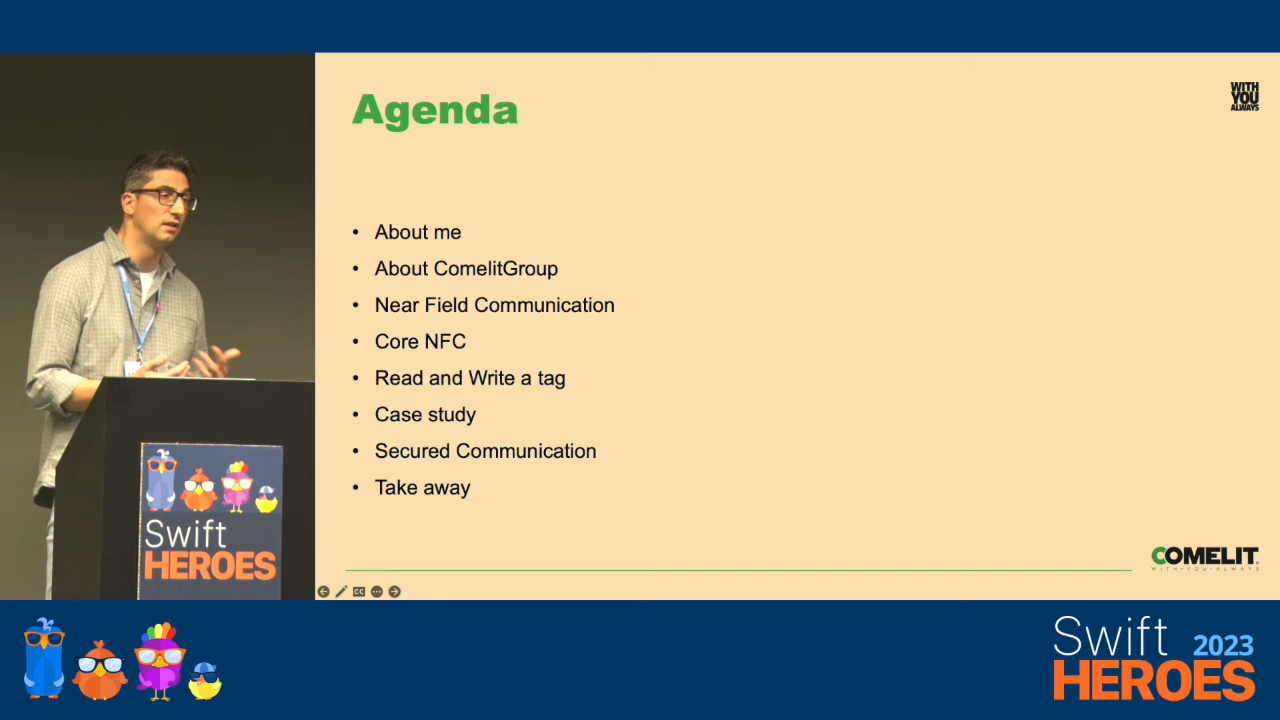 Agenda
WITH
YOU
ALWAYS
• About me
• About ComelitGroup
• Near Field Communication
• Core NFC
• Read and Write a tag
• Case study
• Secured Communication
• Take away
COMELIT
WITH•YOU•ALWAYS
CC
Swift
HEROES
Swift 2023
HEROES